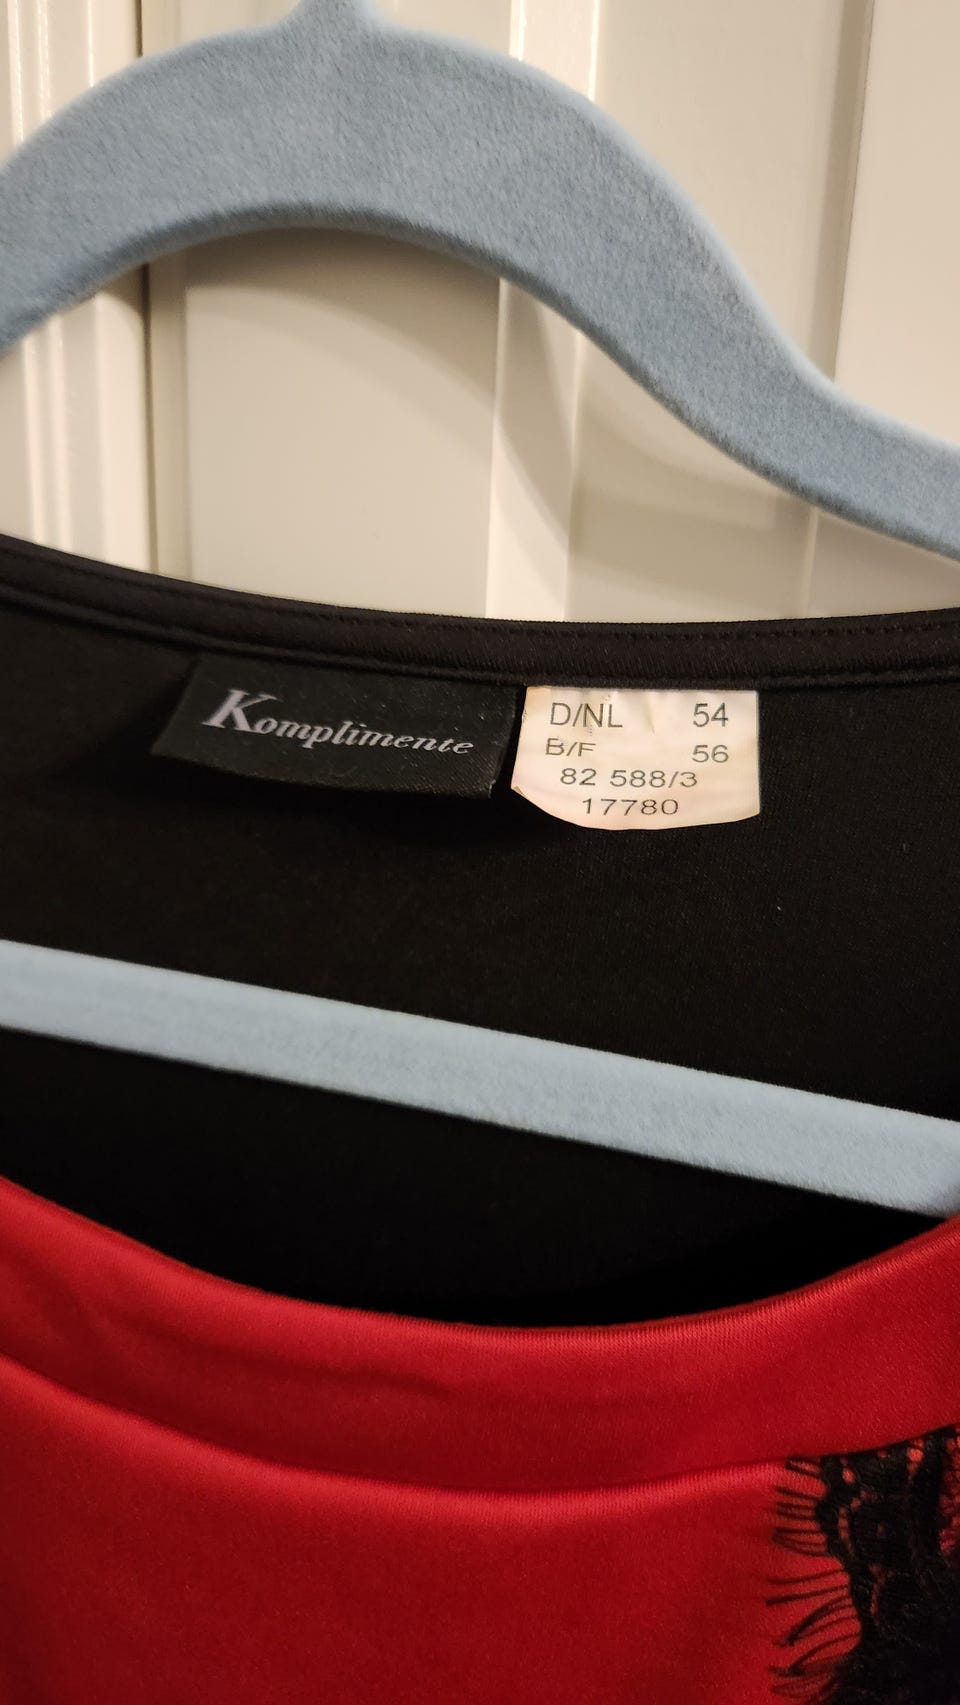 Komplimente
D/NL 54
B/F 56
82 588/3
17780